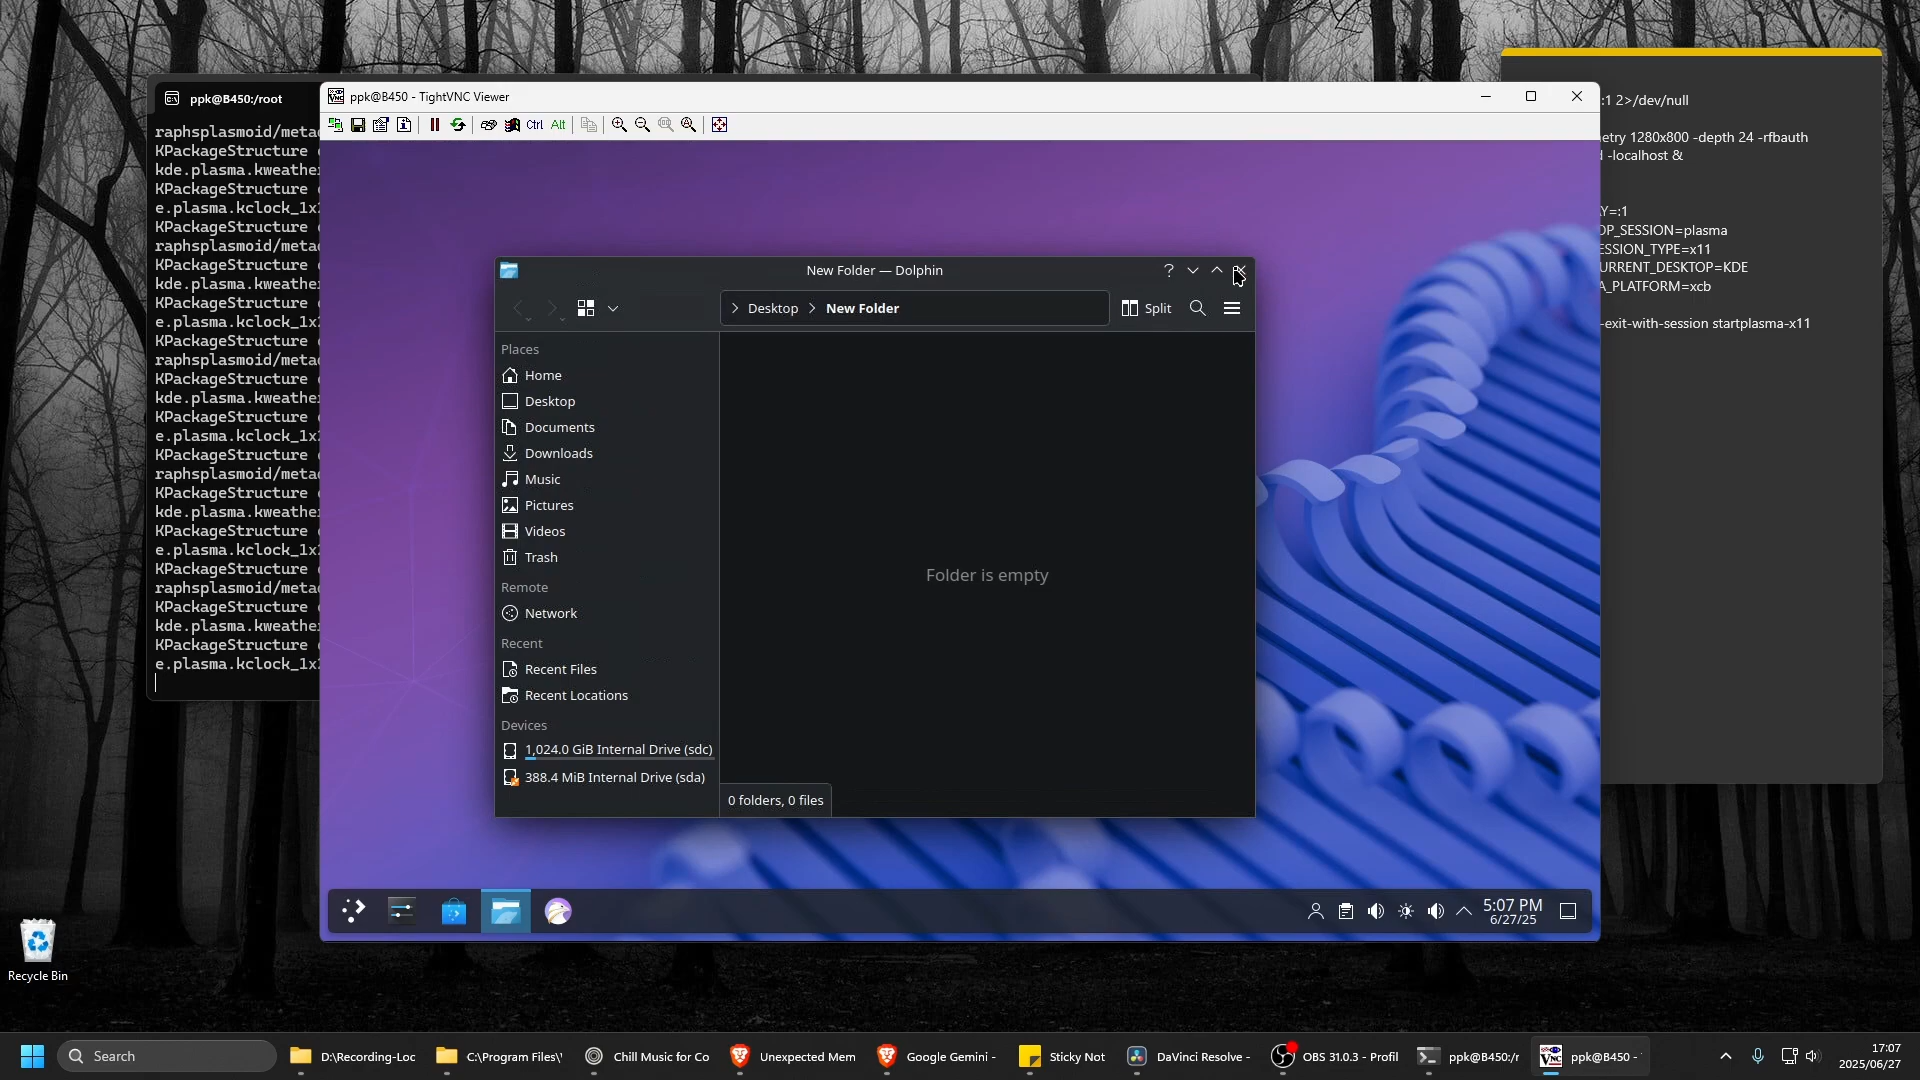 ppk@B450:/root
raphsplasmoid/meta
KPackageStructure
kde.plasma.kweathe
KPackageStructure
e.plasma.kclock_1x
KPackageStructure
raphsplasmoid/meta
KPackageStructure
kde.plasma.kweathe
KPackageStructure
e.plasma.kclock_1x
KPackageStructure
raphsplasmoid/meta
KPackageStructure
kde.plasma.kweathe
KPackageStructure
e.plasma.kclock_1x
KPackageStructure
raphsplasmoid/meta
KPackageStructure
kde.plasma.kweathe
KPackageStructure
e.plasma.kclock_1x
KPackageStructure
raphsplasmoid/meta
KPackageStructure
kde.plasma.kweathe
KPackageStructure
e.plasma.kclock_1x
ppk@B450 - TightVNC Viewer
Ctrl Alt
New Folder — Dolphin
Desktop New Folder
Split
Places
Home
Desktop
Documents
Downloads
Music
Pictures
Videos
Trash
Remote
Network
Recent
Recent Files
Recent Locations
Devices
1,024.0 GiB Internal Drive (sdc)
388.4 MiB Internal Drive (sda)
Folder is empty
0 folders, 0 files
5:07 PM
6/27/25
:1 2>/dev/null
etry 1280x800 -depth 24 -rfbauth
-localhost &
Y=:1
OP_SESSION=plasma
ESSION_TYPE=x11
URRENT_DESKTOP=KDE
A_PLATFORM=xcb
-exit-with-session startplasma-x11
Recycle Bin
Search
D:\Recording-Loc
C:\Program Files\
Chill Music for Co
Unexpected Mem
Google Gemini -
Sticky Not
DaVinci Resolve -
OBS 31.0.3 - Profil
ppk@B450:/r
ppk@B450 -
17:07
2025/06/27